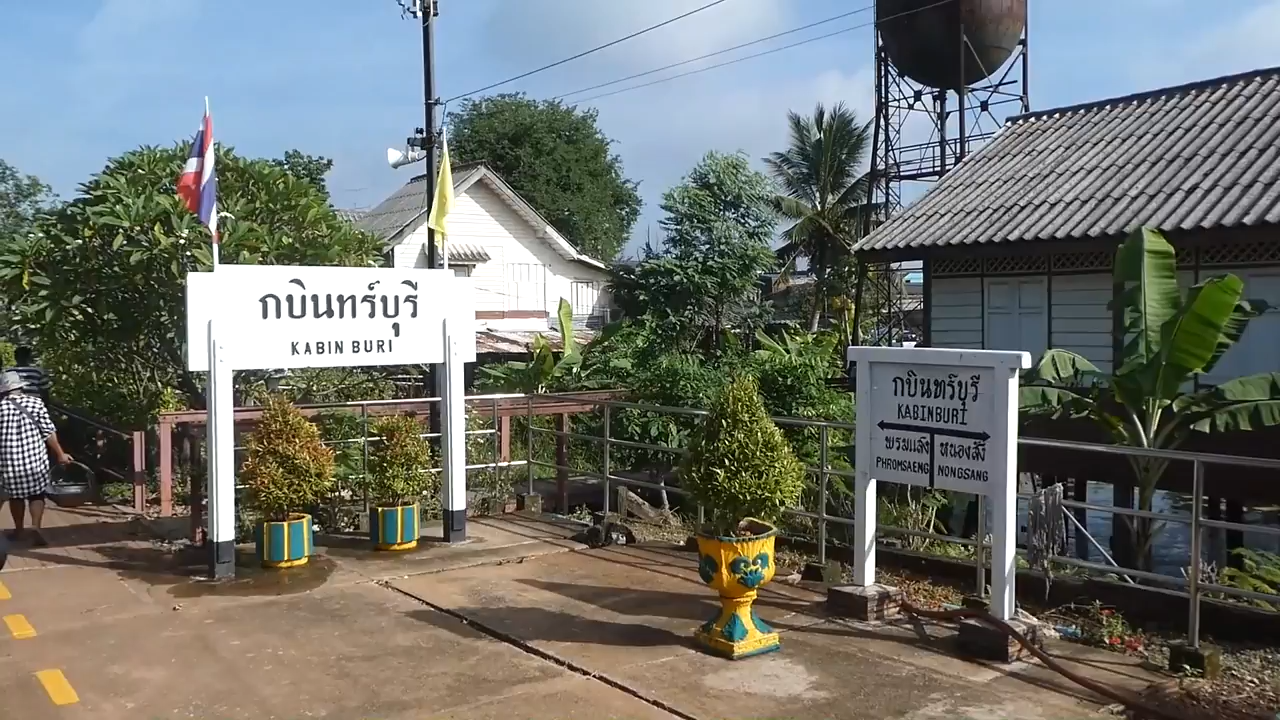 กบินทร์บุรี
KABIN BURI
กบินทร์บุรี
KABINBURI
พรหมแสง หนองสัง
PHROMSAENG NONGSANG